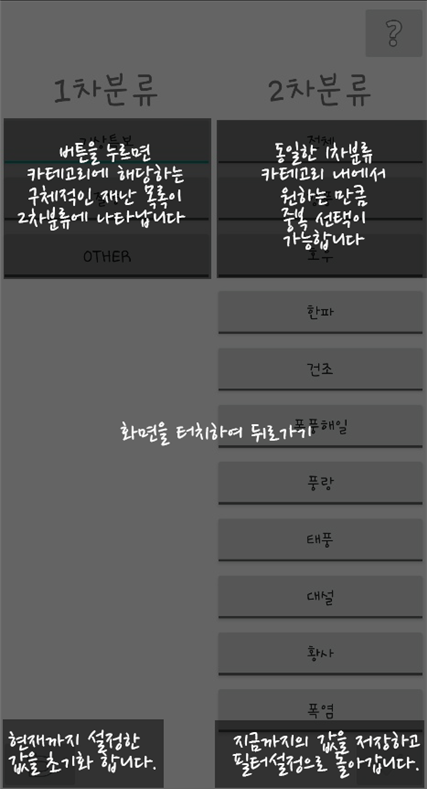 ?
1차분류
2차분류
버튼을 누르면
카테고리에 해당하는
구체적인 재난 목록이
2차분류에 나타납니다
OTHER
동일한 1차분류
카테고리 내에서
원하는 만큼
중복 선택이
가능합니다
전체
호우
한파
건조
폭풍해일
화면을 터치하여 뒤로가기
풍랑
태풍
대설
황사
폭염
현재까지 설정한
값을 초기화 합니다.
지금까지의 값을 저장하고
필터설정으로 돌아갑니다.